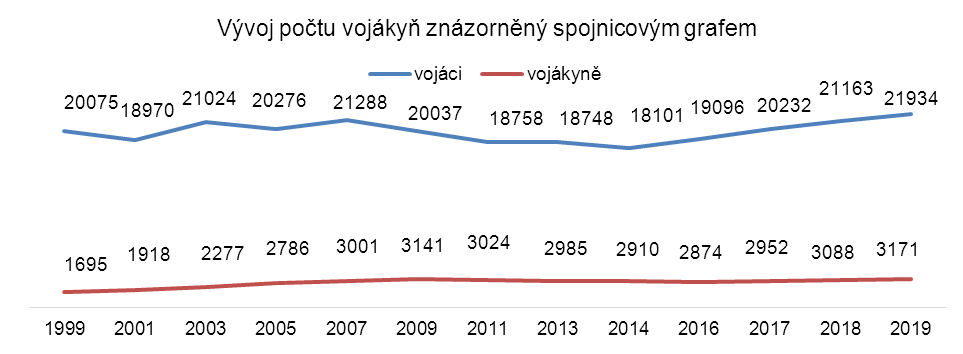 Vývoj počtu vojákyň znázorněný spojnicovým grafem
vojáci vojákyně
20075 18970 21024 20276 21288 20037 18758 18748 18101 19096 20232 21163 21934
1695 1918 2277 2786 3001 3141 3024 2985 2910 2874 2952 3088 3171
1999 2001 2003 2005 2007 2009 2011 2013 2014 2016 2017 2018 2019